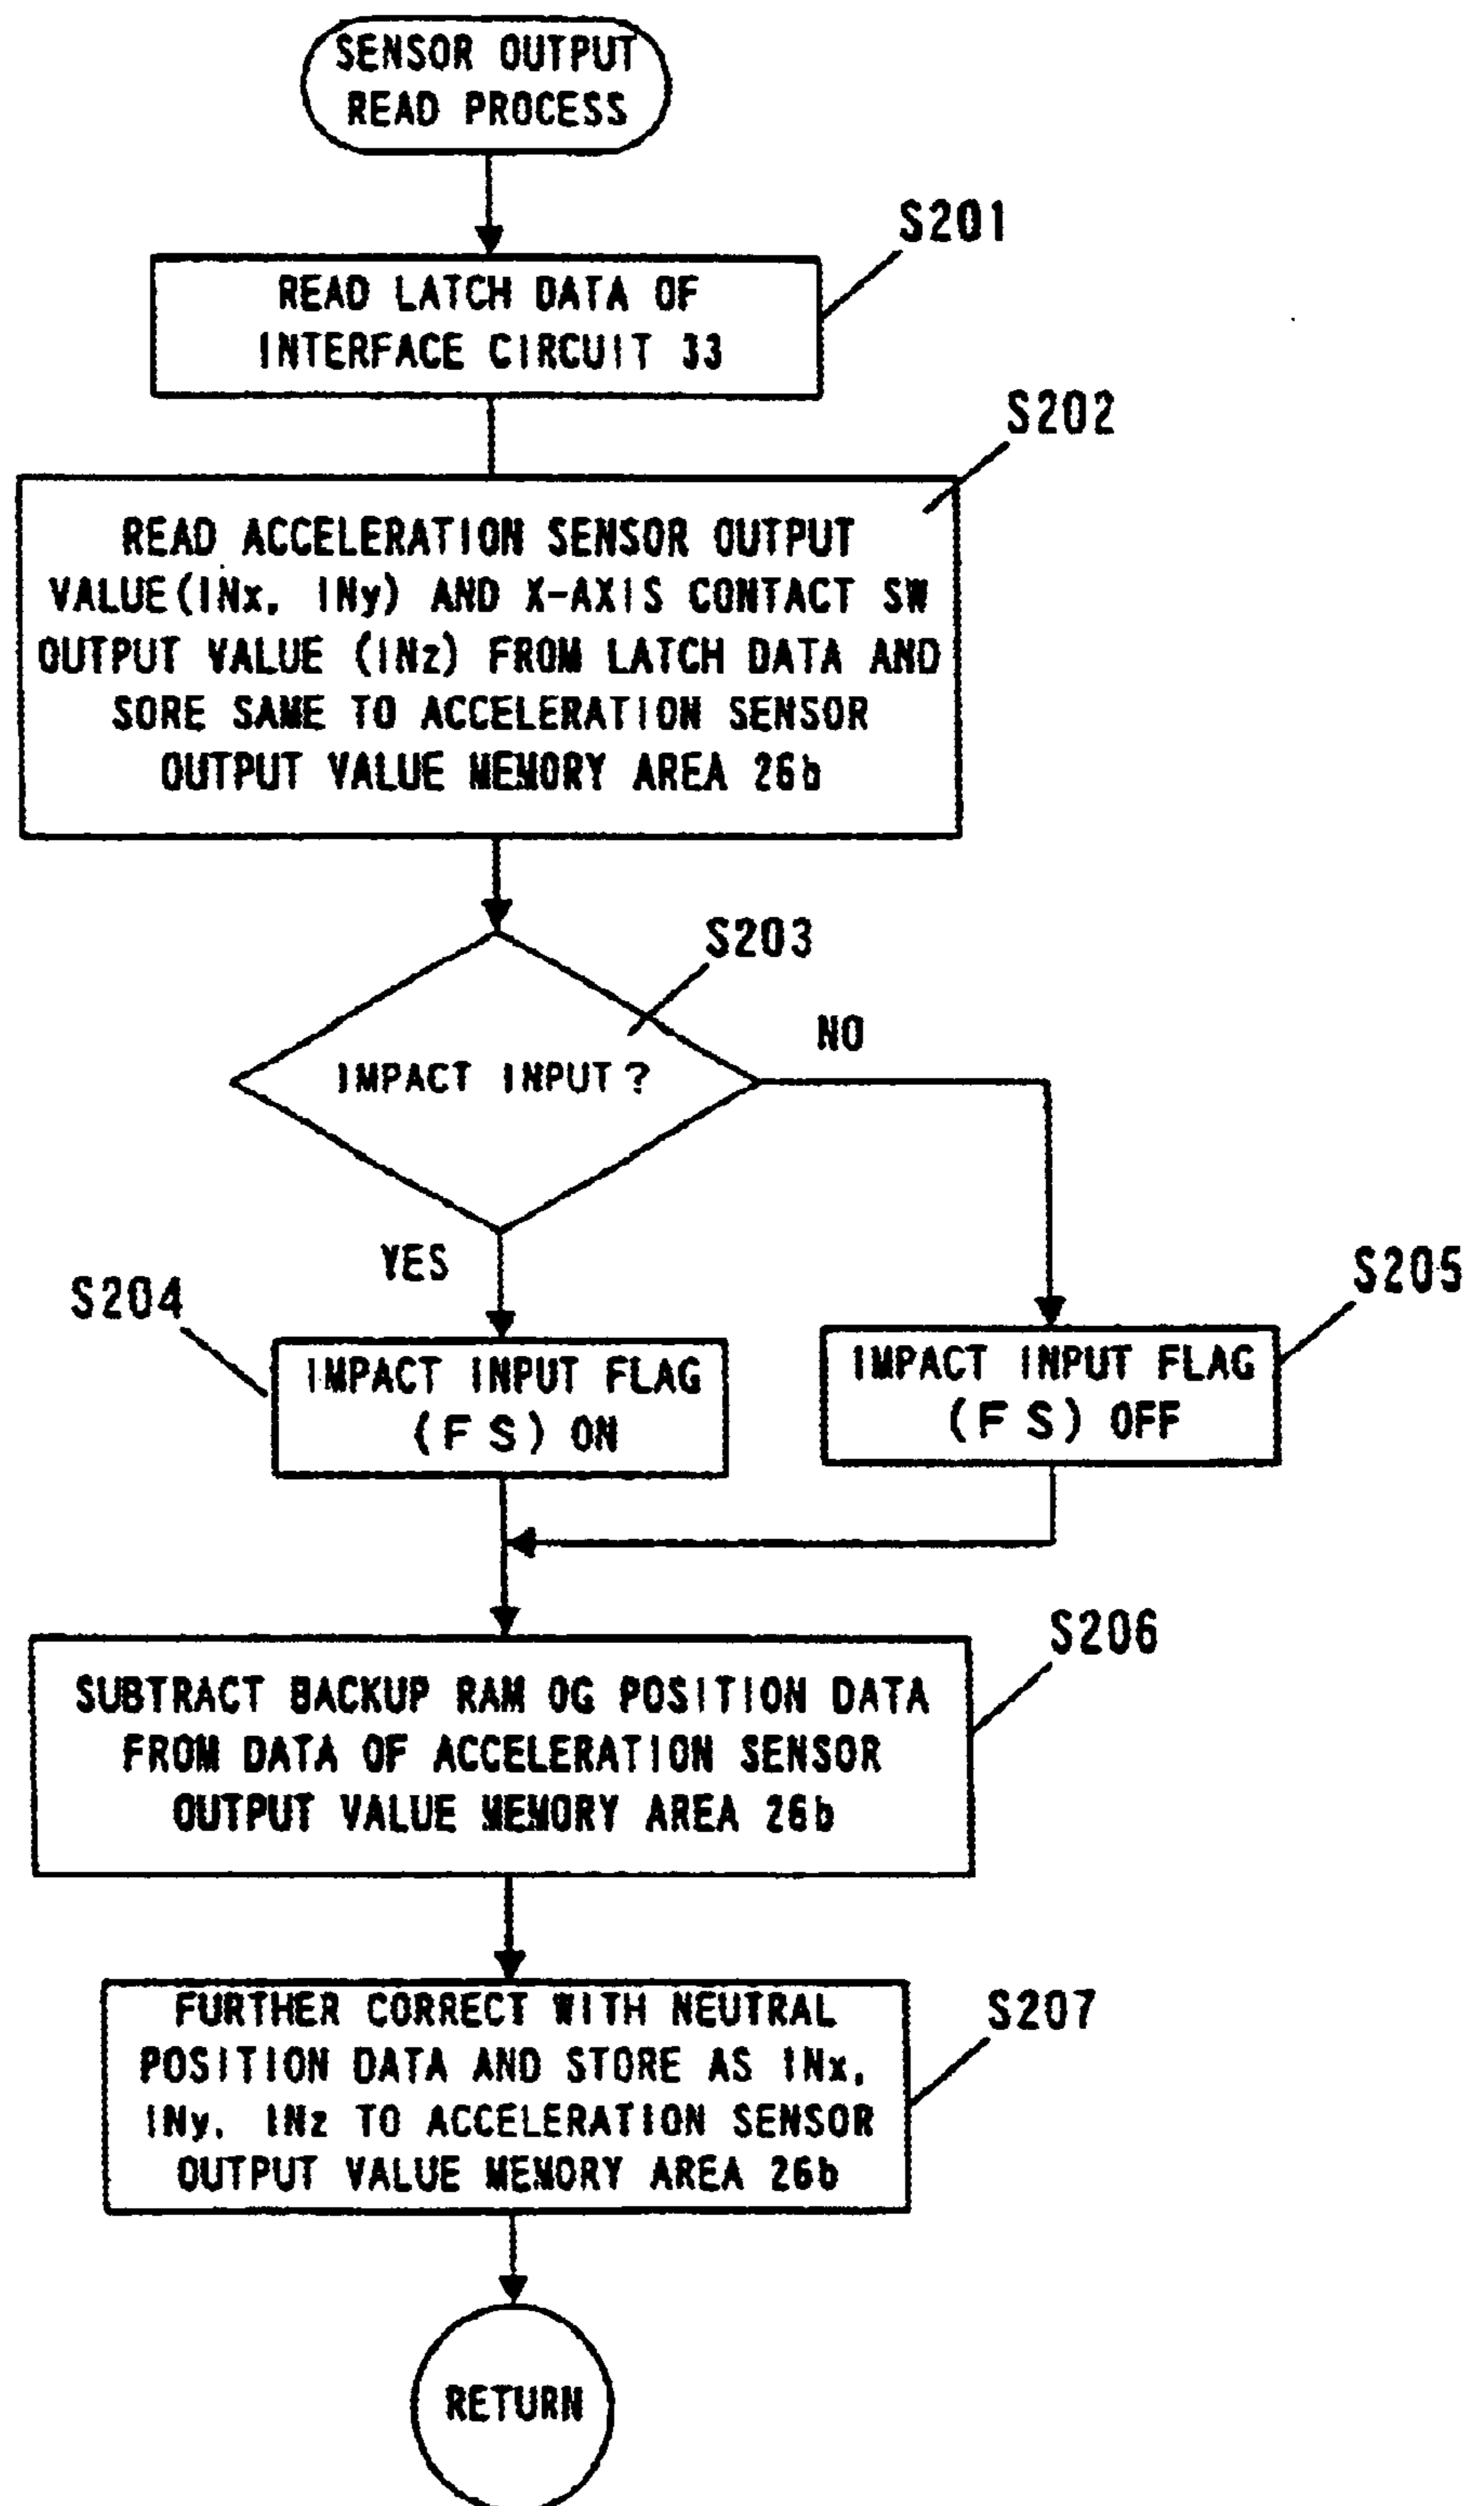 SENSOR OUTPUT
READ PROCESS
S201
READ LATCH DATA OF
INTERFACE CIRCUIT 33
S202
READ ACCELERATION SENSOR OUTPUT
VALUE(INx, INy) AND X-AXIS CONTACT SW
OUTPUT VALUE (INz) FROM LATCH DATA AND
SORE SAME TO ACCELERATION SENSOR
OUTPUT VALUE MEMORY AREA 26b
S203
IMPACT INPUT?
NO
YES
S204
IMPACT INPUT FLAG
(FS) ON
S205
IMPACT INPUT FLAG
(FS) OFF
S206
SUBTRACT BACKUP RAM OG POSITION DATA
FROM DATA OF ACCELERATION SENSOR
OUTPUT VALUE MEMORY AREA 26b
S207
FURTHER CORRECT WITH NEUTRAL
POSITION DATA AND STORE AS INx,
INy, INz TO ACCELERATION SENSOR
OUTPUT VALUE MEMORY AREA 26b
RETURN